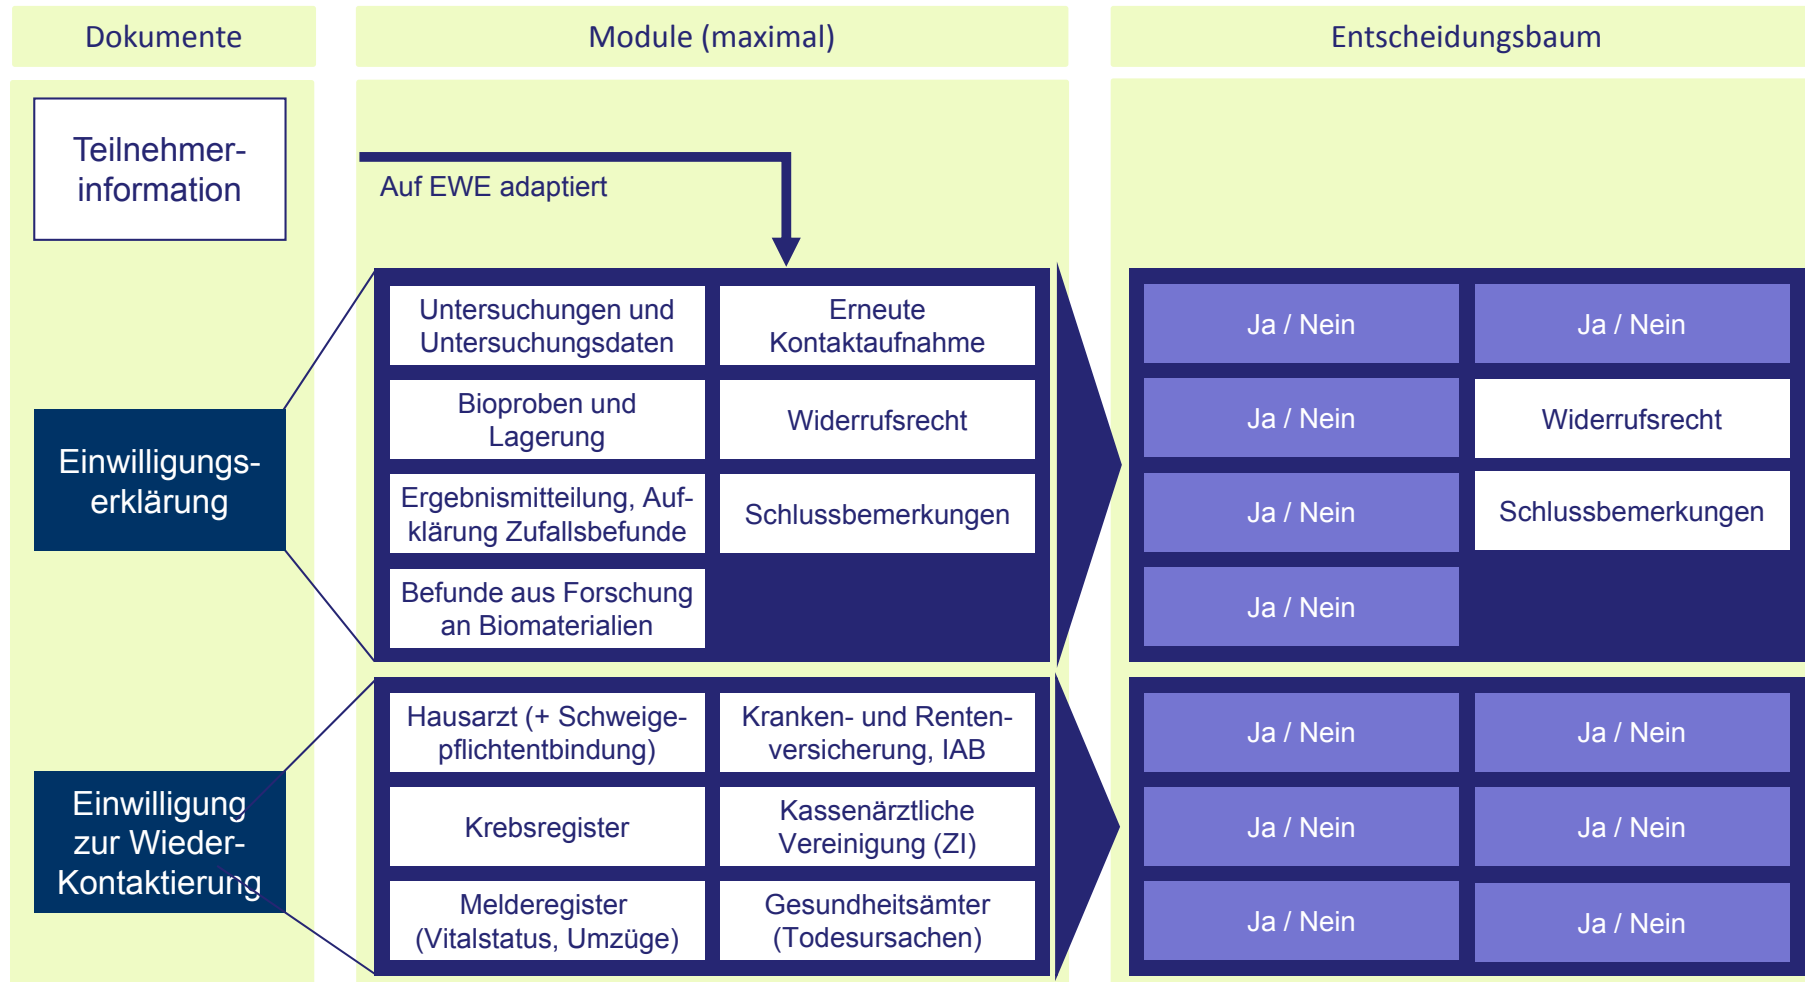 Dokumente
Module (maximal)
Entscheidungsbaum
Teilnehmer-
information
Auf EWE adaptiert
Einwilligungs-
erklärung
Untersuchungen und
Untersuchungsdaten
Erneute
Kontaktaufnahme
Bioproben und
Lagerung
Widerrufsrecht
Ergebnismitteilung, Auf-
klärung Zufallsbefunde
Schlussbemerkungen
Befunde aus Forschung
an Biomaterialien
Ja / Nein
Ja / Nein
Ja / Nein
Widerrufsrecht
Ja / Nein
Schlussbemerkungen
Ja / Nein
Einwilligung
zur Wieder-
Kontaktierung
Hausarzt (+ Schweige-
pflichtentbindung)
Kranken- und Renten-
versicherung, IAB
Krebsregister
Kassenärztliche
Vereinigung (ZI)
Melderegister
(Vitalstatus, Umzüge)
Gesundheitsämter
(Todesursachen)
Ja / Nein
Ja / Nein
Ja / Nein
Ja / Nein
Ja / Nein
Ja / Nein